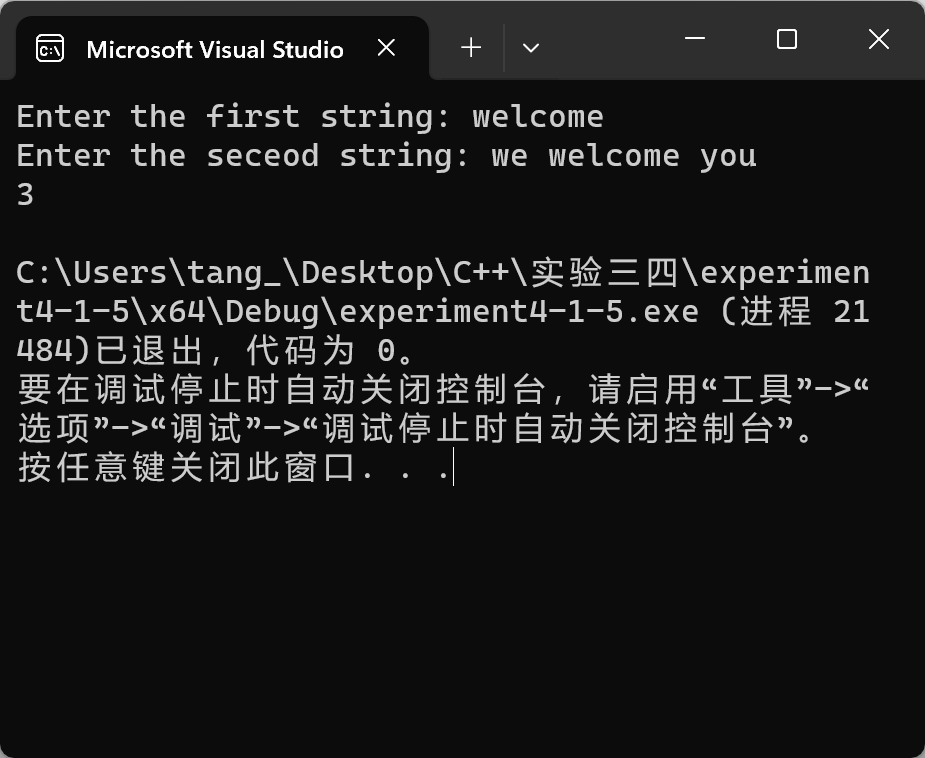 Microsoft Visual Studio
Enter the first string: welcome
Enter the seceod string: we welcome you
3
C:\Users\tang_\Desktop\C++\实验三四\experimen
t4-1-5\x64\Debug\experiment4-1-5.exe (进程 21
484)已退出，代码为 0。
要在调试停止时自动关闭控制台，请启用“工具”->“
选项”->“调试”->“调试停止时自动关闭控制台”。
按任意键关闭此窗口. . .